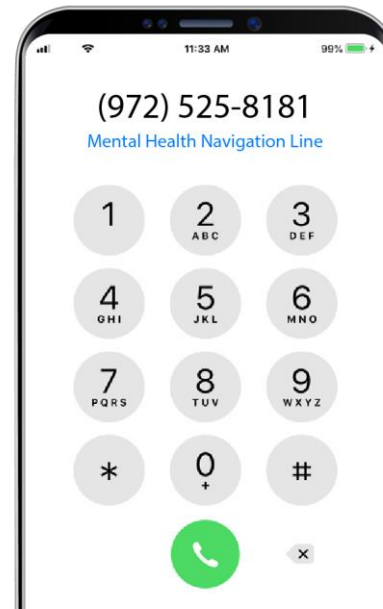 11:33 AM 99%
(972) 525-8181
Mental Health Navigation Line
1 2 3
ABC DEF
4 5 6
GHI JKL MNO
7 8 9
PQRS TUV WXYZ
* 0 #
+